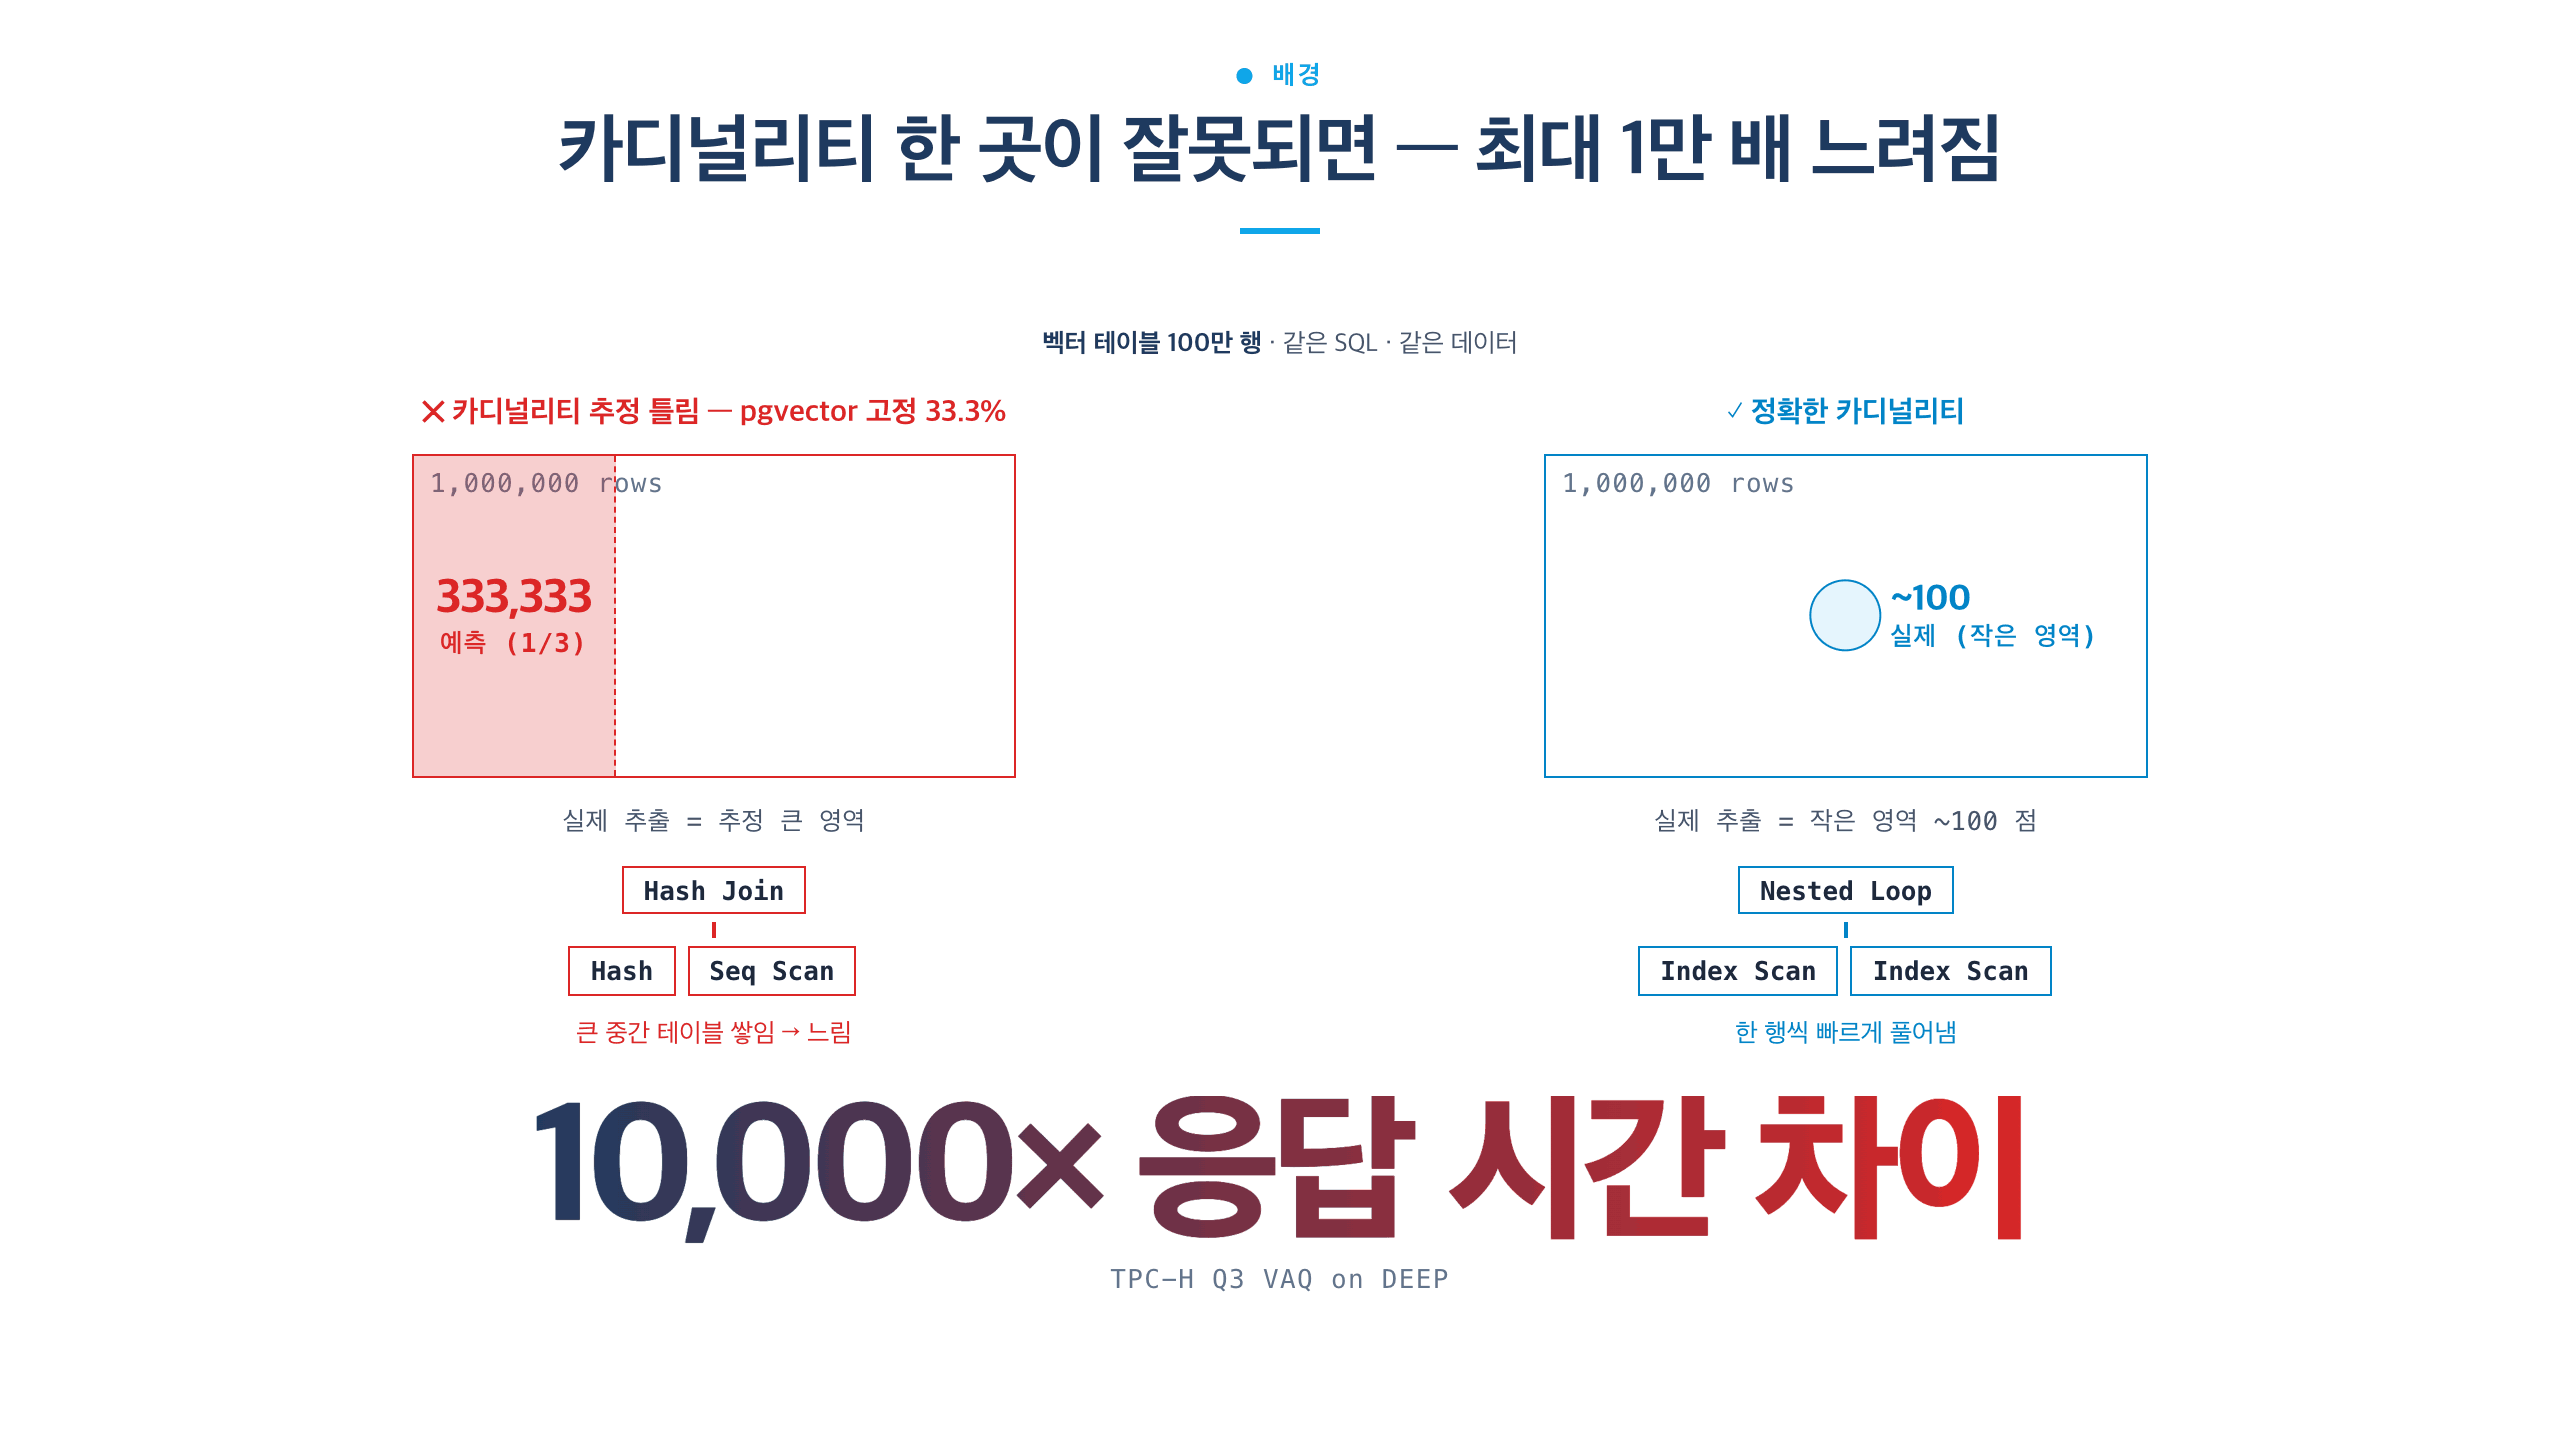 배경
카디널리티 한 곳이 잘못되면 — 최대 1만 배 느려짐
벡터 테이블 100만 행 · 같은 SQL · 같은 데이터
✕ 카디널리티 추정 틀림 — pgvector 고정 33.3%
1,000,000 rows
333,333
예측 (1/3)
실제 추출 = 추정 큰 영역
Hash Join
Hash
Seq Scan
큰 중간 테이블 쌓임 → 느림
✓ 정확한 카디널리티
1,000,000 rows
~100
실제 (작은 영역)
실제 추출 = 작은 영역 ~100 점
Nested Loop
Index Scan
Index Scan
한 행씩 빠르게 풀어냄
10,000× 응답 시간 차이
TPC-H Q3 VAQ on DEEP